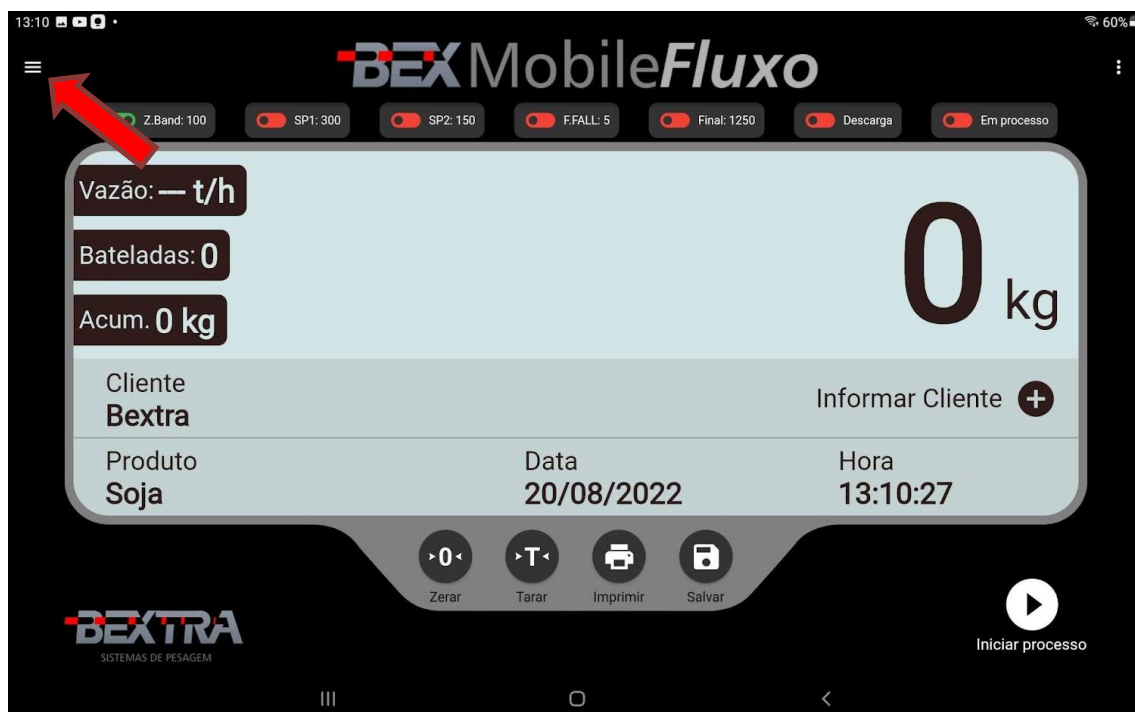 13:10
60%
BEX MobileFluxo
Z.Band: 100
SP1: 300
SP2: 150
F.FALL: 5
Final: 1250
Descarga
Em processo
Vazão: --- t/h
Bateladas: 0
Acum. 0 kg
0 kg
Cliente
Bextra
Informar Cliente
Produto
Soja
Data
20/08/2022
Hora
13:10:27
>0<
>T<
Zerar
Tarar
Imprimir
Salvar
BEXTRA
SISTEMAS DE PESAGEM
Iniciar processo